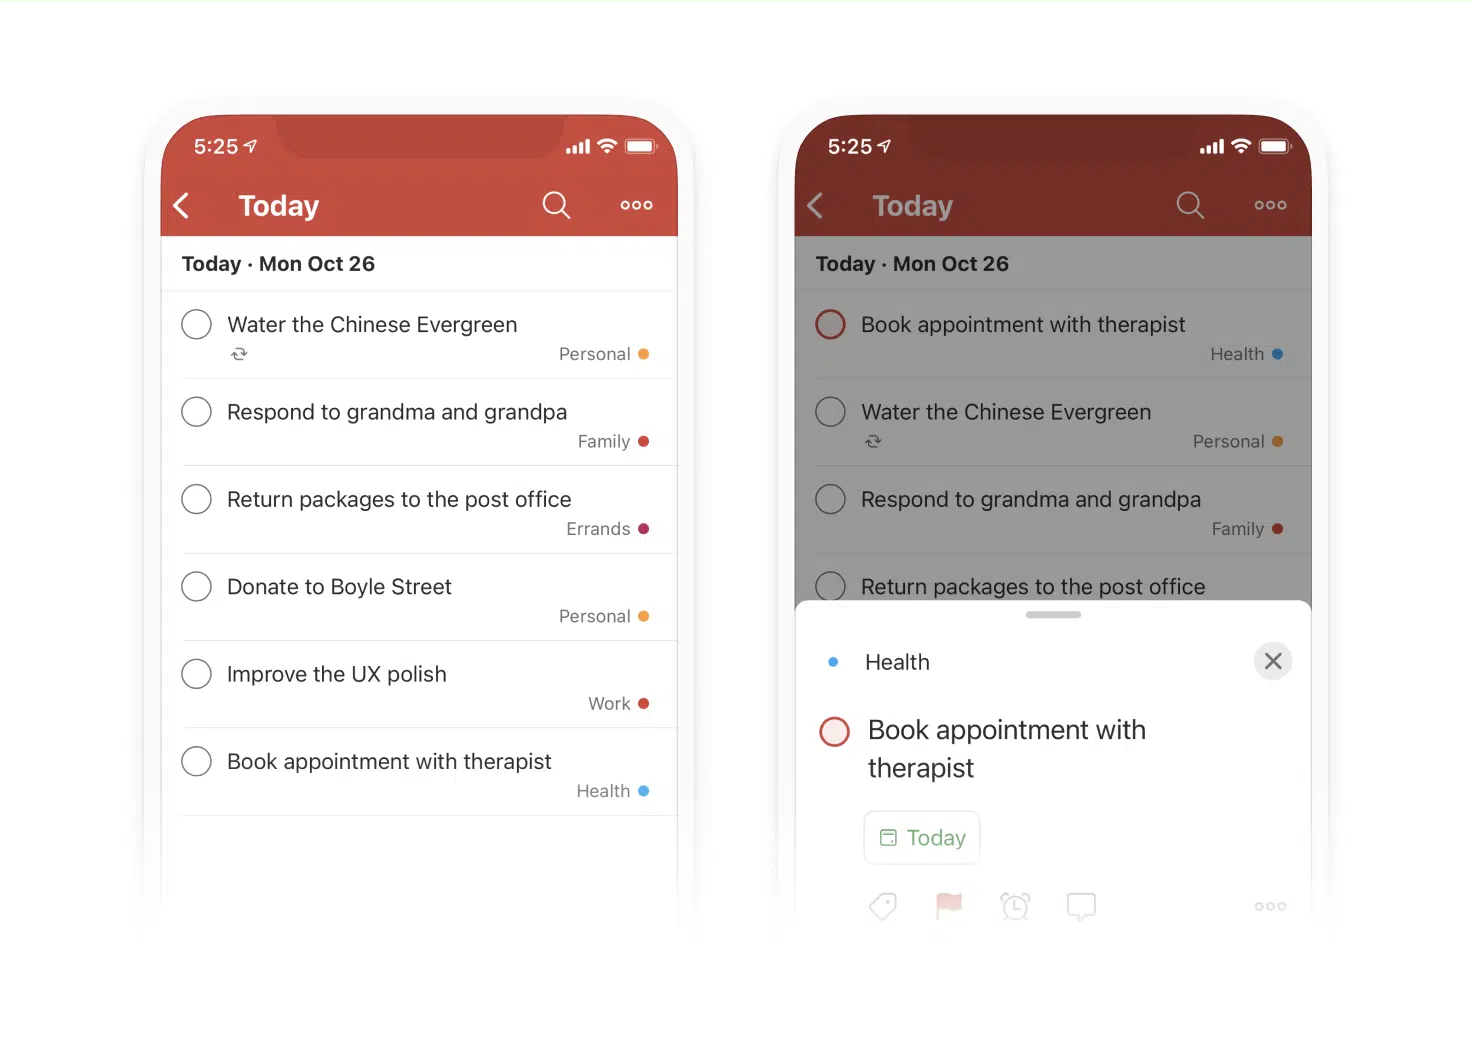 5:25
Today
Today · Mon Oct 26
Water the Chinese Evergreen
Personal
Respond to grandma and grandpa
Family
Return packages to the post office
Errands
Donate to Boyle Street
Personal
Improve the UX polish
Work
Book appointment with therapist
Health
5:25
Today
Today · Mon Oct 26
Book appointment with therapist
Health
Water the Chinese Evergreen
Personal
Respond to grandma and grandpa
Family
Return packages to the post office
Health
Book appointment with
therapist
Today